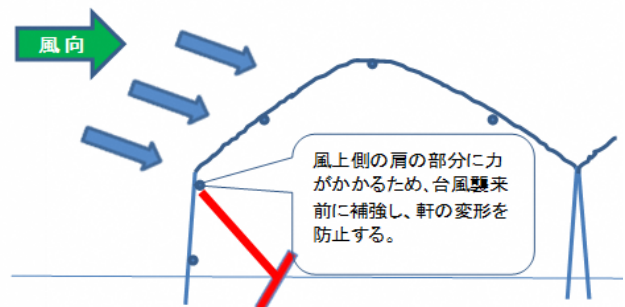 風向
風上側の肩の部分に力
がかかるため、台風襲来
前に補強し、軒の変形を
防止する。